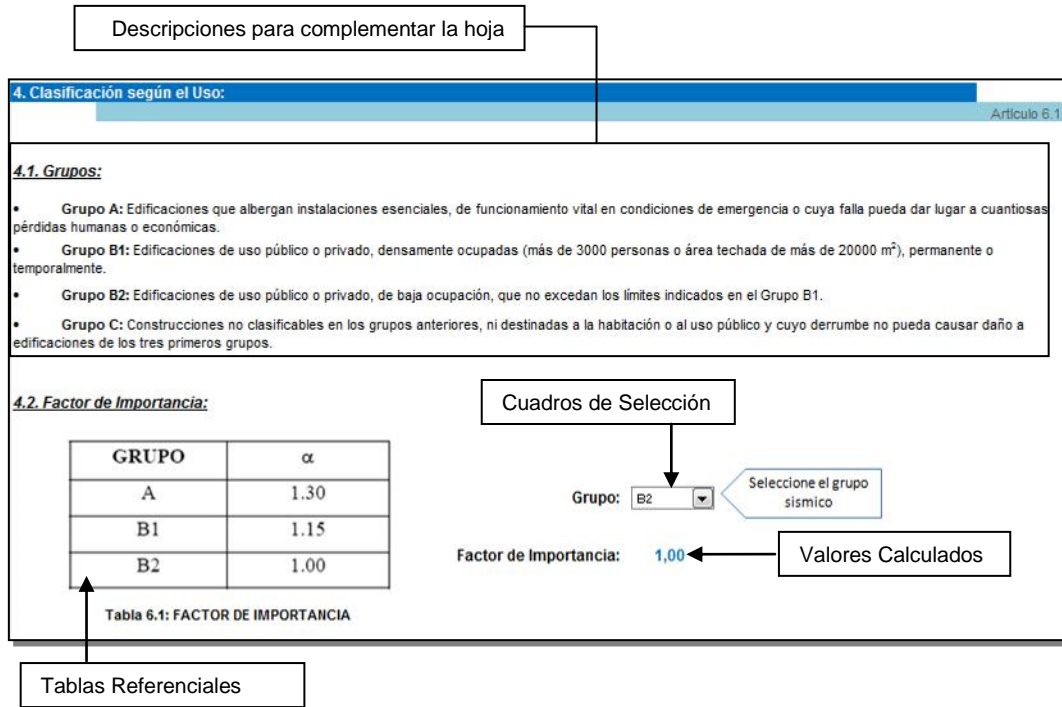 Descripciones para complementar la hoja
4. Clasificación según el Uso:
Articulo 6.1
4.1. Grupos:
• Grupo A: Edificaciones que albergan instalaciones esenciales, de funcionamiento vital en condiciones de emergencia o cuya falla pueda dar lugar a cuantiosas
pérdidas humanas o económicas.
• Grupo B1: Edificaciones de uso público o privado, densamente ocupadas (más de 3000 personas o área techada de más de 20000 m²), permanente o
temporalmente.
• Grupo B2: Edificaciones de uso público o privado, de baja ocupación, que no excedan los límites indicados en el Grupo B1.
• Grupo C: Construcciones no clasificables en los grupos anteriores, ni destinadas a la habitación o al uso público y cuyo derrumbe no pueda causar daño a
edificaciones de los tres primeros grupos.
4.2. Factor de Importancia:
Cuadros de Selección
GRUPO α
A 1.30
B1 1.15
B2 1.00
Tabla 6.1: FACTOR DE IMPORTANCIA
Grupo: B2
Seleccione el grupo
sismico
Factor de Importancia: 1,00
Valores Calculados
Tablas Referenciales